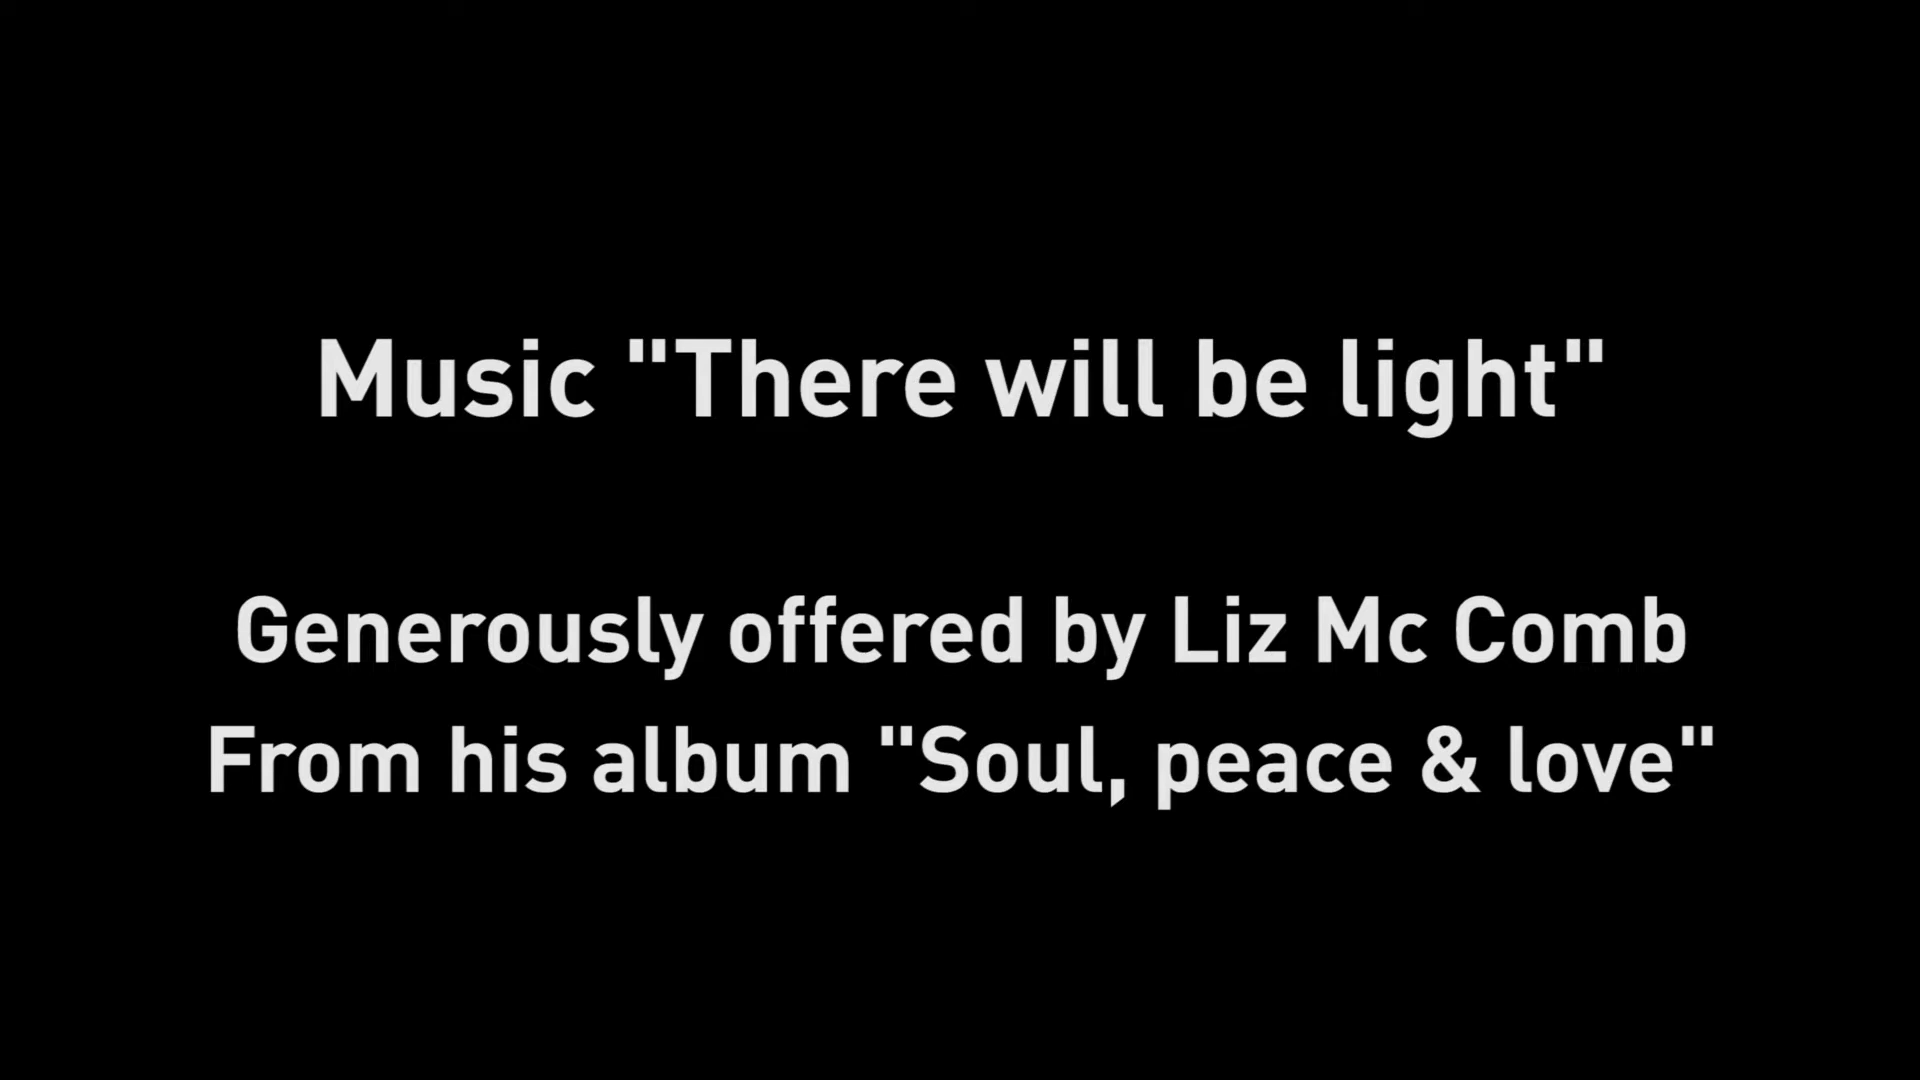 Music "There will be light"
Generously offered by Liz Mc Comb
From his album "Soul, peace & love"